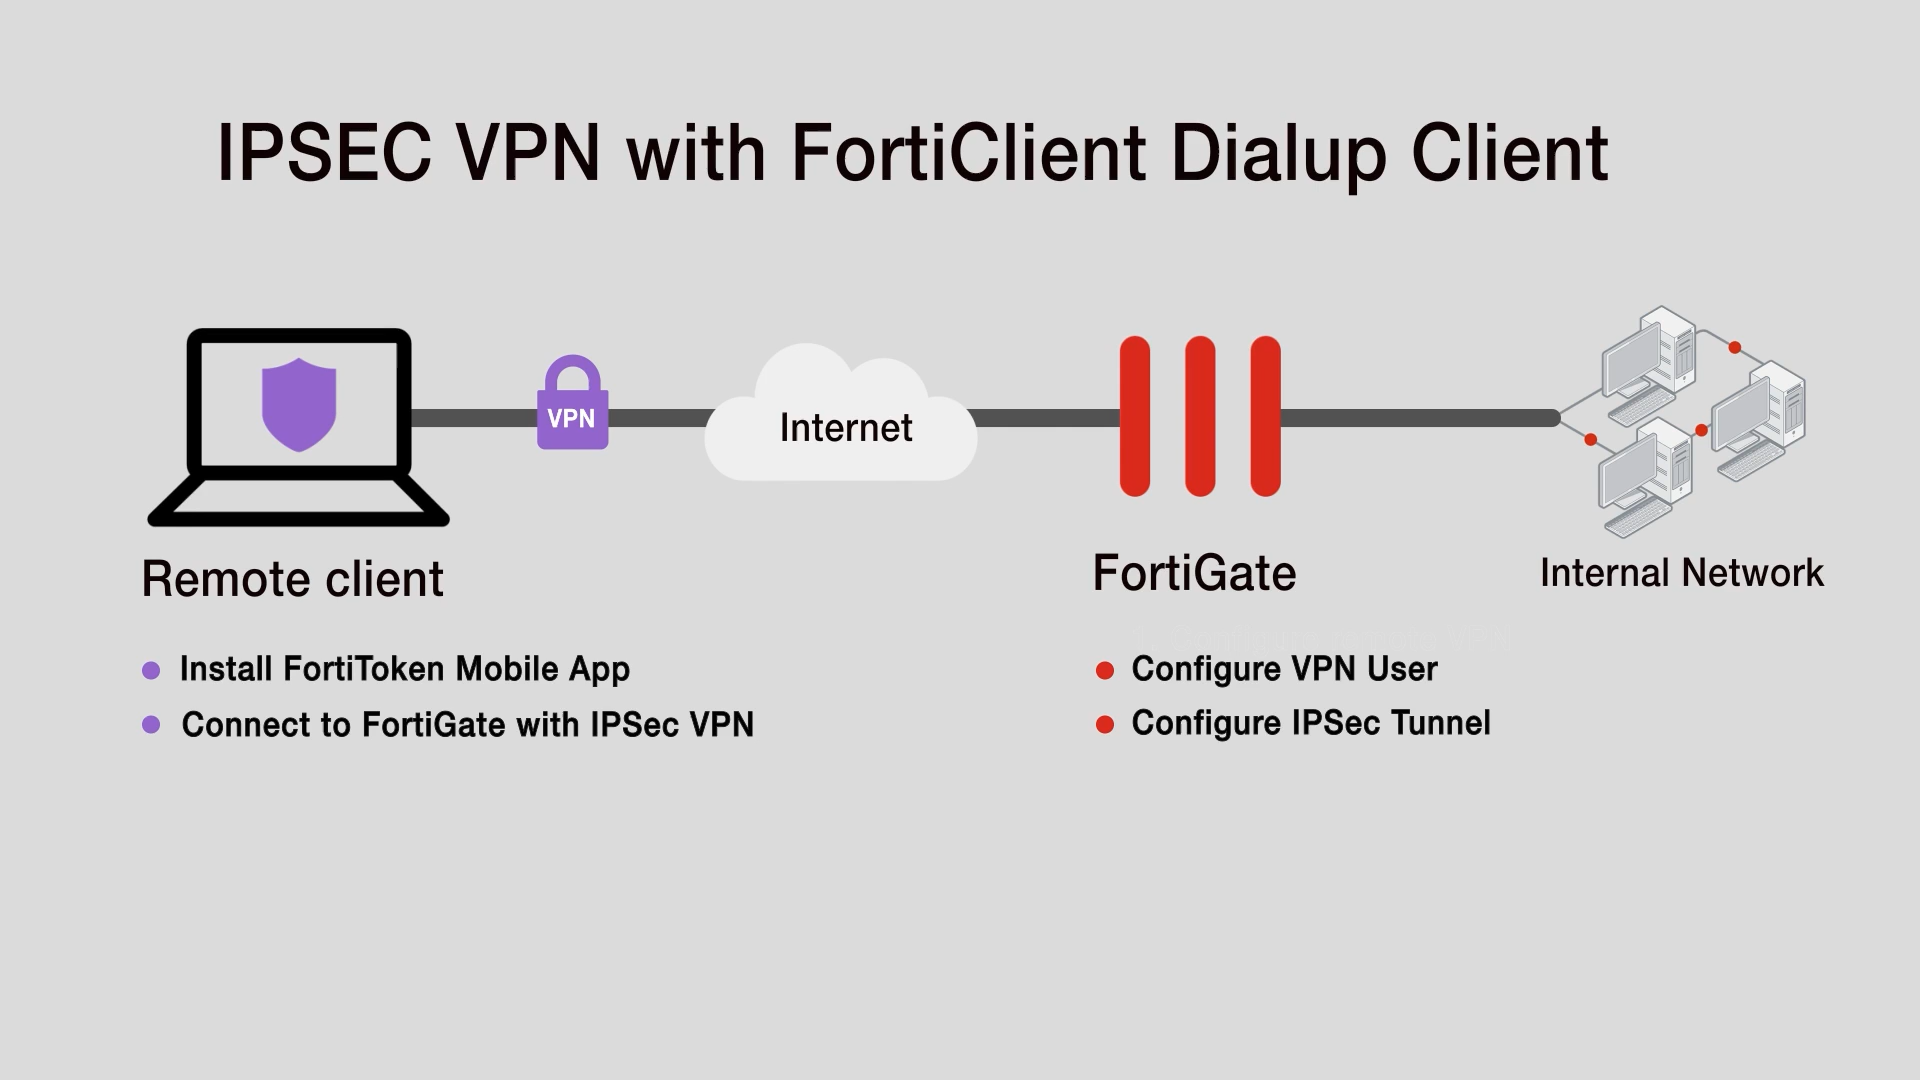 IPSEC VPN with FortiClient Dialup Client
VPN
Internet
Remote client
FortiGate
Internal Network
Install FortiToken Mobile App
Connect to FortiGate with IPSec VPN
Configure VPN User
Configure IPSec Tunnel